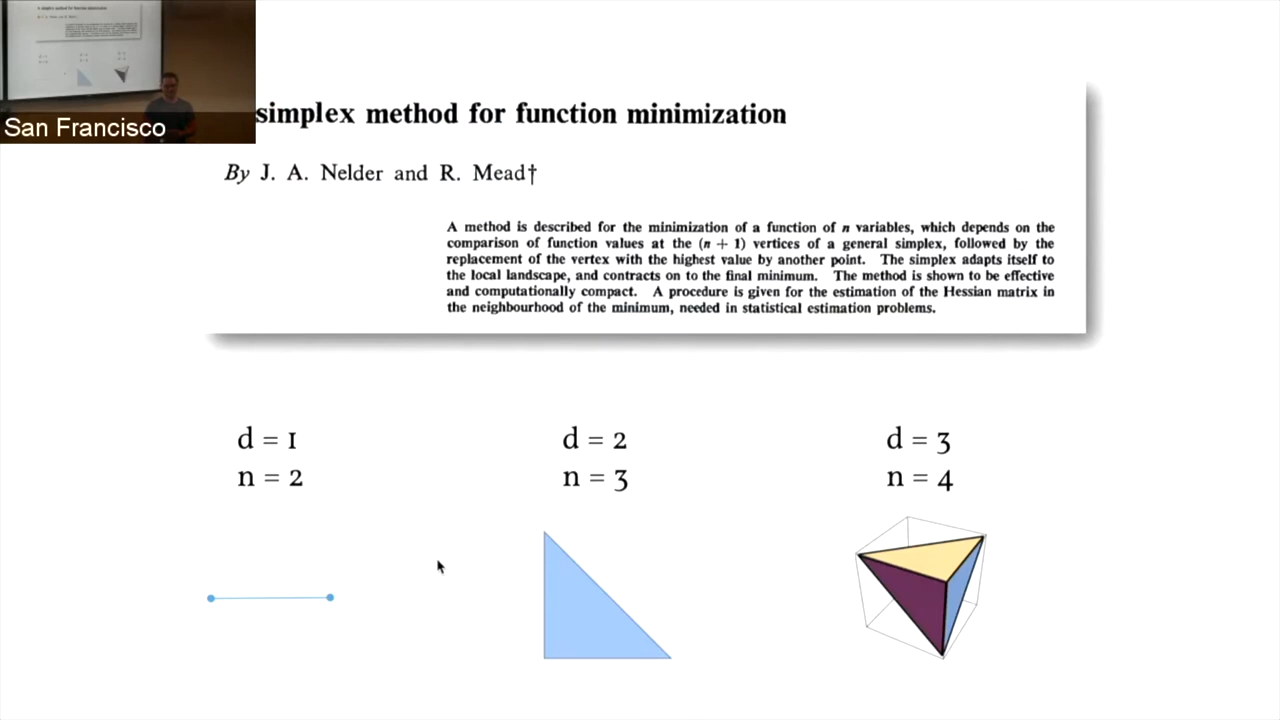 San Francisco
simplex method for function minimization
By J. A. Nelder and R. Mead†
A method is described for the minimization of a function of n variables, which depends on the
comparison of function values at the (n + 1) vertices of a general simplex, followed by the
replacement of the vertex with the highest value by another point. The simplex adapts itself to
the local landscape, and contracts on to the final minimum. The method is shown to be effective
and computationally compact. A procedure is given for the estimation of the Hessian matrix in
the neighbourhood of the minimum, needed in statistical estimation problems.
d = 1
n = 2
d = 2
n = 3
d = 3
n = 4